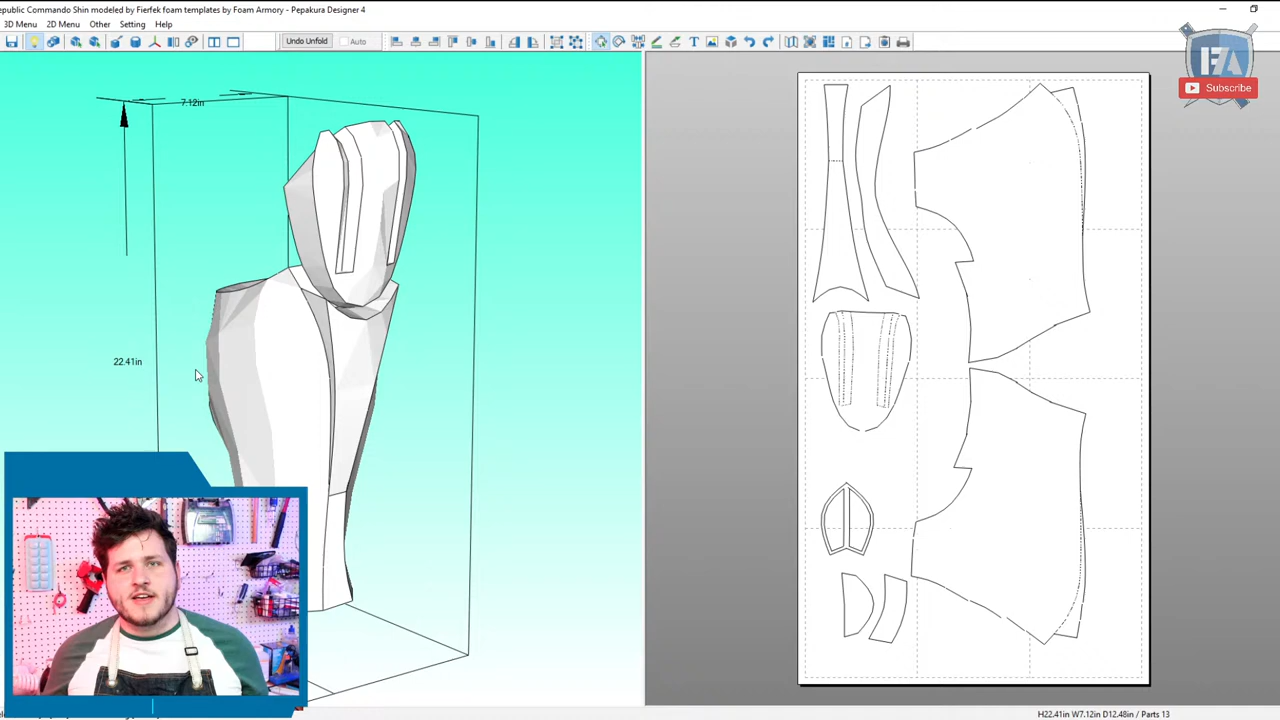 epublic Commando Shin modeled by Fierfek foam templates by Foam Armory - Pepakura Designer 4
3D Menu 2D Menu Other Setting Help
Undo Unfold Auto
FA
Subscribe
7.12in
22.41in
H22.41in W7.12in D12.48in / Parts 13